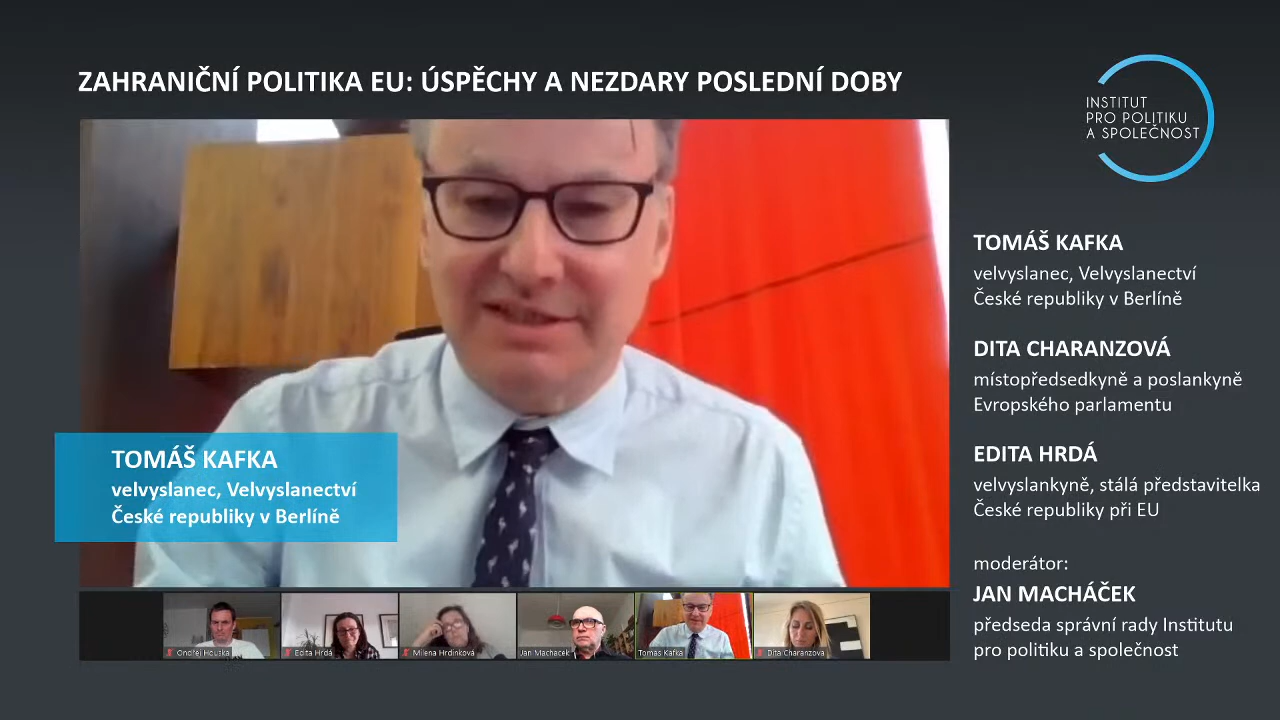 ZAHRANIČNÍ POLITIKA EU: ÚSPĚCHY A NEZDARY POSLEDNÍ DOBY
INSTITUT
PRO POLITIKU
A SPOLEČNOST
TOMÁŠ KAFKA
velvyslanec, Velvyslanectví
České republiky v Berlíně
DITA CHARANZOVÁ
místopředsedkyně a poslankyně
Evropského parlamentu
EDITA HRDÁ
velvyslankyně, stálá představitelka
České republiky při EU
moderátor:
JAN MACHÁČEK
předseda správní rady Institutu
pro politiku a společnost
TOMÁŠ KAFKA
velvyslanec, Velvyslanectví
České republiky v Berlíně
Ondřej Houska
Edita Hrdá
Milena Hrdinková
Jan Machacek
Tomas Kafka
Dita Charanzova